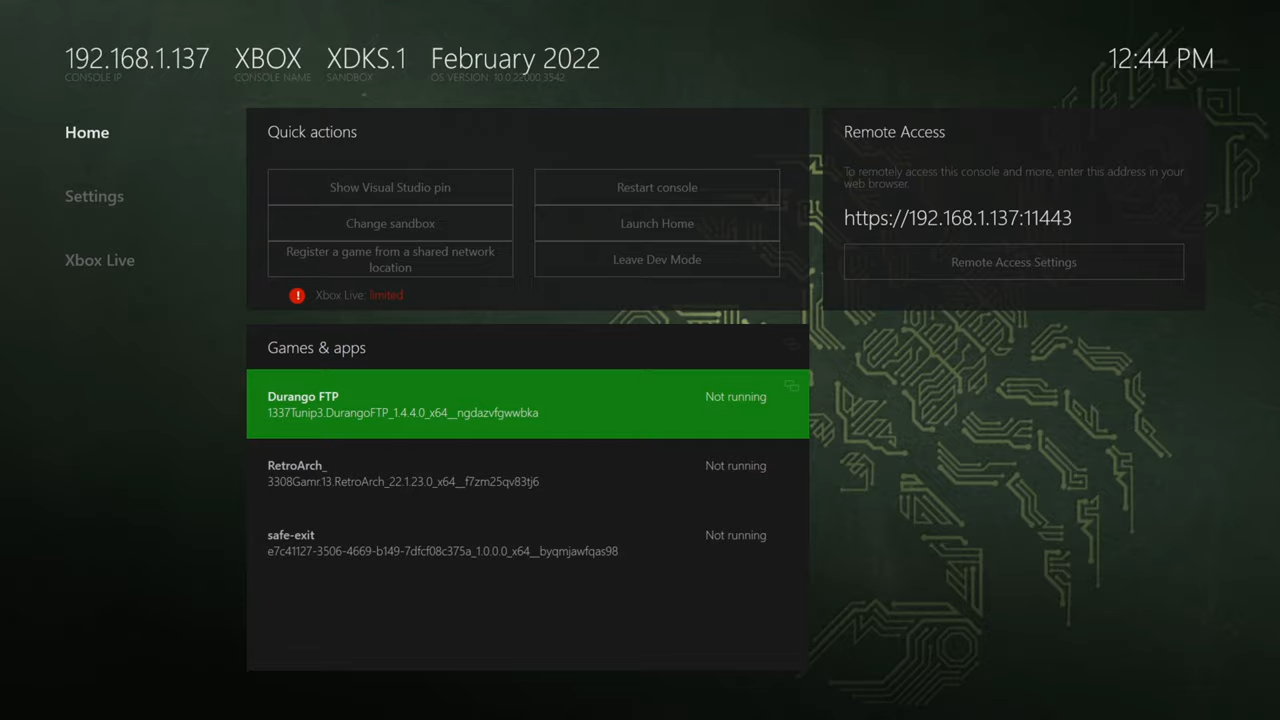 192.168.1.137 XBOX XDKS.1 February 2022 12:44 PM
CONSOLE IP CONSOLE NAME SANDBOX OS VERSION: 10.0.22000.3542
Home
Settings
Xbox Live
Quick actions
Show Visual Studio pin
Change sandbox
Register a game from a shared network
location
Restart console
Launch Home
Leave Dev Mode
Xbox Live: limited
Remote Access
To remotely access this console and more, enter this address in your
web browser.
https://192.168.1.137:11443
Remote Access Settings
Games & apps
Durango FTP Not running
1337Tunip3.DurangoFTP_1.4.4.0_x64__ngdazvfgwwbka
RetroArch_ Not running
3308Gamr.13.RetroArch_22.1.23.0_x64__f7zm25qv83tj6
safe-exit Not running
e7c41127-3506-4669-b149-7dfcf08c375a_1.0.0.0_x64__byqmjawfqas98